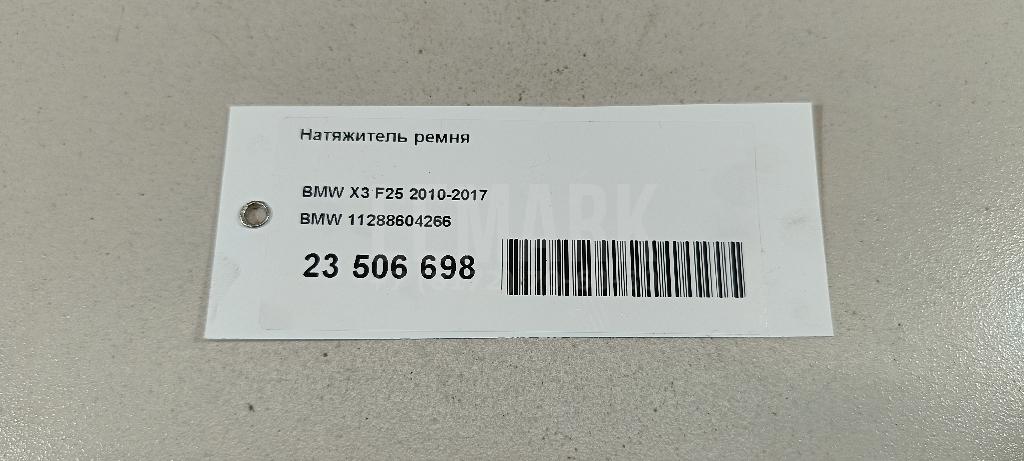 Натяжитель ремня
BMW X3 F25 2010-2017
BMW 11288604266
23 506 698